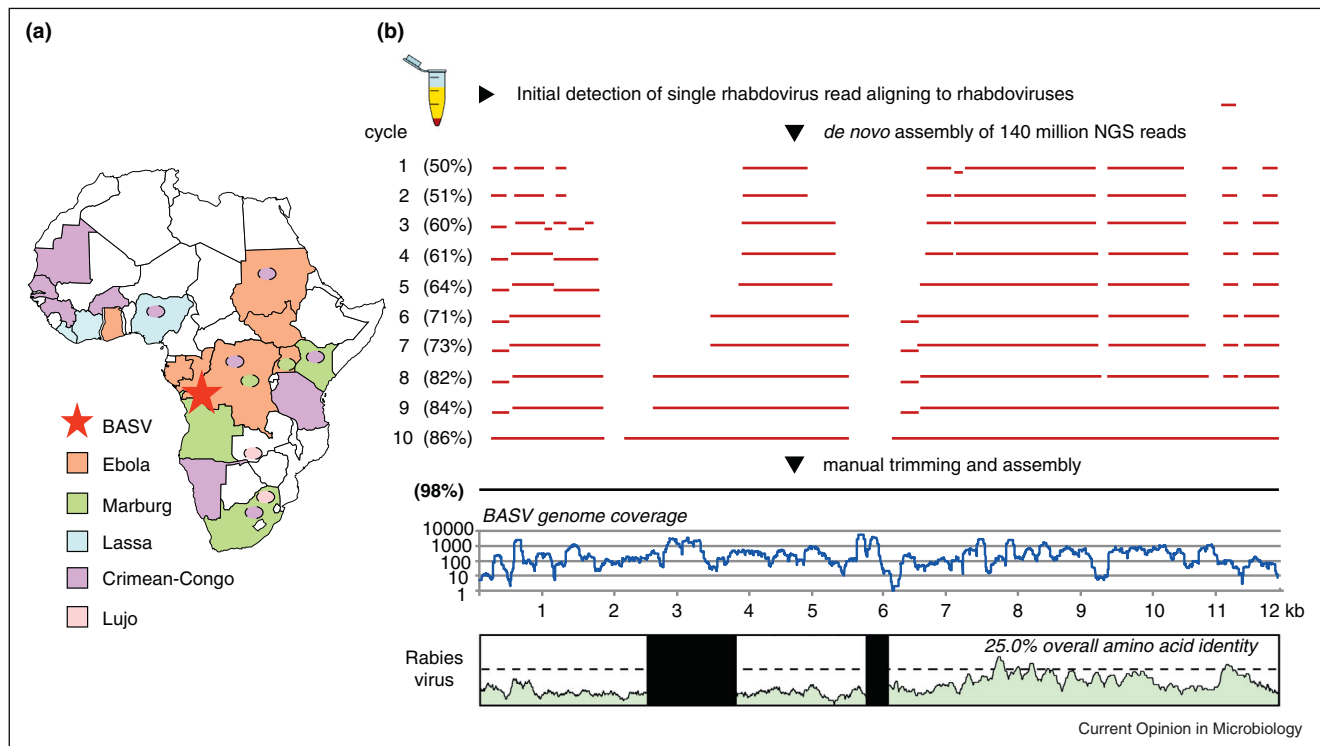 (a)
BASV
Ebola
Marburg
Lassa
Crimean-Congo
Lujo
(b)
Initial detection of single rhabdovirus read aligning to rhabdoviruses
cycle
de novo assembly of 140 million NGS reads
1 (50%)
2 (51%)
3 (60%)
4 (61%)
5 (64%)
6 (71%)
7 (73%)
8 (82%)
9 (84%)
10 (86%)
manual trimming and assembly
(98%)
BASV genome coverage
10000
1000
100
10
1
1 2 3 4 5 6 7 8 9 10 11 12 kb
25.0% overall amino acid identity
Rabies
virus
Current Opinion in Microbiology